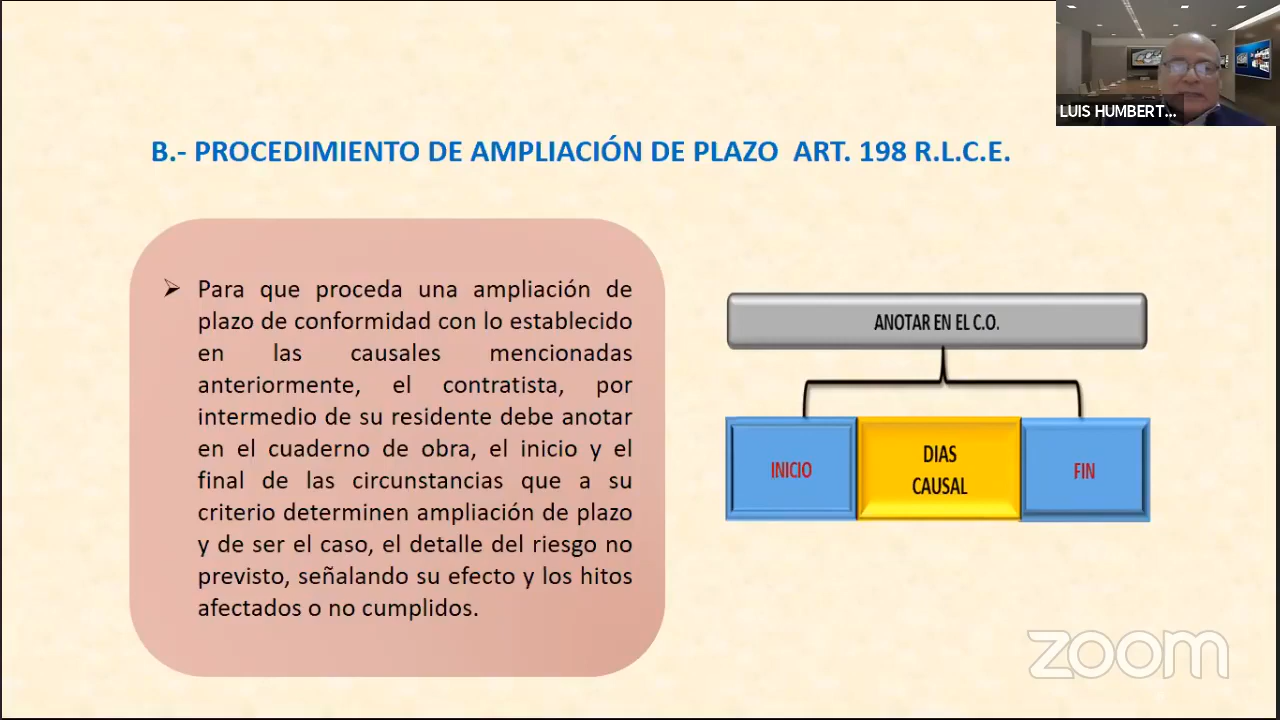 LUIS HUMBERT...
B.- PROCEDIMIENTO DE AMPLIACIÓN DE PLAZO ART. 198 R.L.C.E.
➢ Para que proceda una ampliación de
plazo de conformidad con lo establecido
en las causales mencionadas
anteriormente, el contratista, por
intermedio de su residente debe anotar
en el cuaderno de obra, el inicio y el
final de las circunstancias que a su
criterio determinen ampliación de plazo
y de ser el caso, el detalle del riesgo no
previsto, señalando su efecto y los hitos
afectados o no cumplidos.
ANOTAR EN EL C.O.
INICIO
DIAS
CAUSAL
FIN
zoom